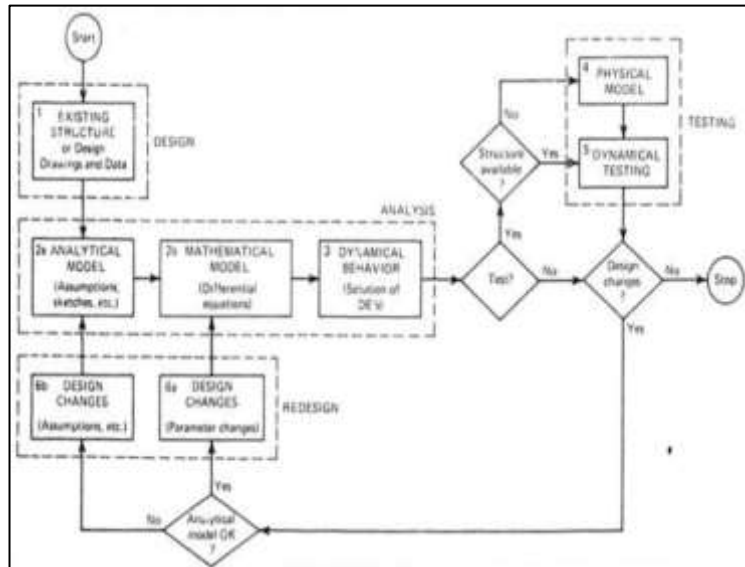 Start
1 EXISTING
STRUCTURE
or Design
Drawings and Data
DESIGN
ANALYSIS
2a ANALYTICAL
MODEL
(Assumptions,
sketches, etc.)
MATHEMATICAL
MODEL
(Differential
equations)
3 DYNAMICAL
BEHAVIOR
(Solution of
DE's)
Test?
Yes
No
Structure
available
?
No
Yes
4 PHYSICAL
MODEL
5 DYNAMICAL
TESTING
TESTING
Design
changes
?
No
Stop
Yes
6b DESIGN
CHANGES
(Assumptions, etc.)
6a DESIGN
CHANGES
(Parameter changes)
REDESIGN
Yes
No
Analytical
model OK
?